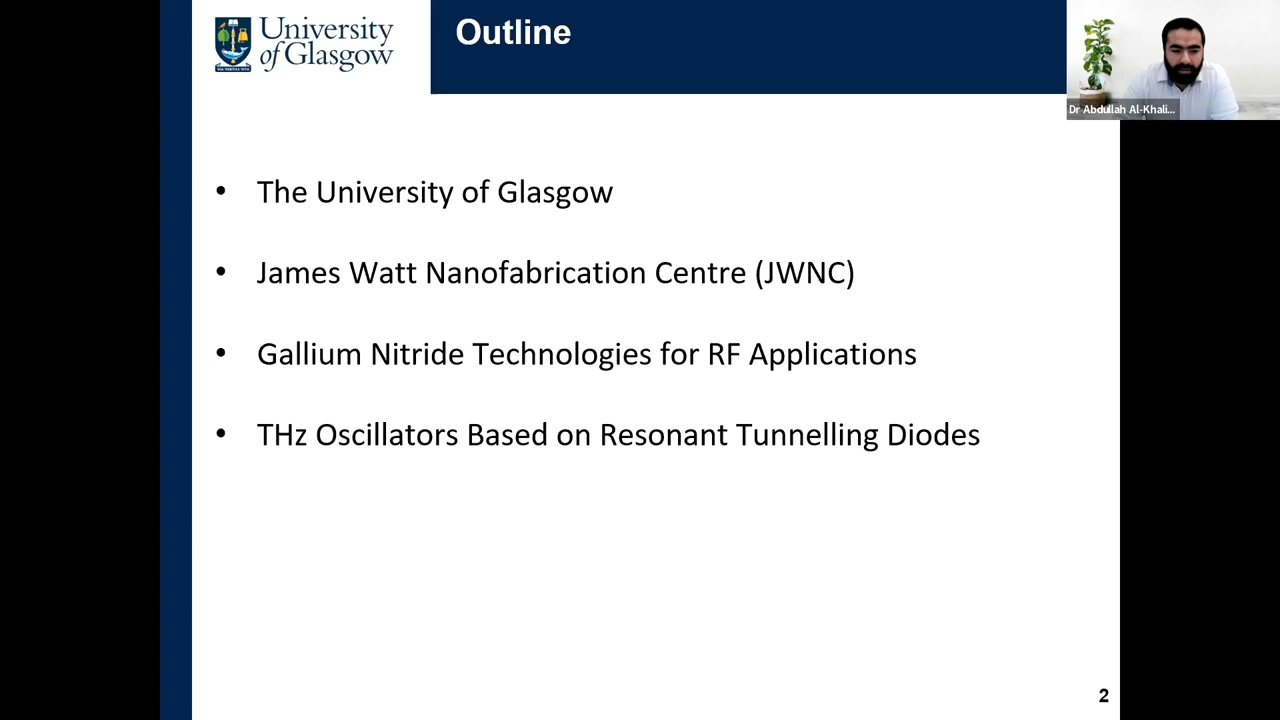 University
of Glasgow
Outline
Dr Abdullah Al-Khali...
• The University of Glasgow
• James Watt Nanofabrication Centre (JWNC)
• Gallium Nitride Technologies for RF Applications
• THz Oscillators Based on Resonant Tunnelling Diodes
2